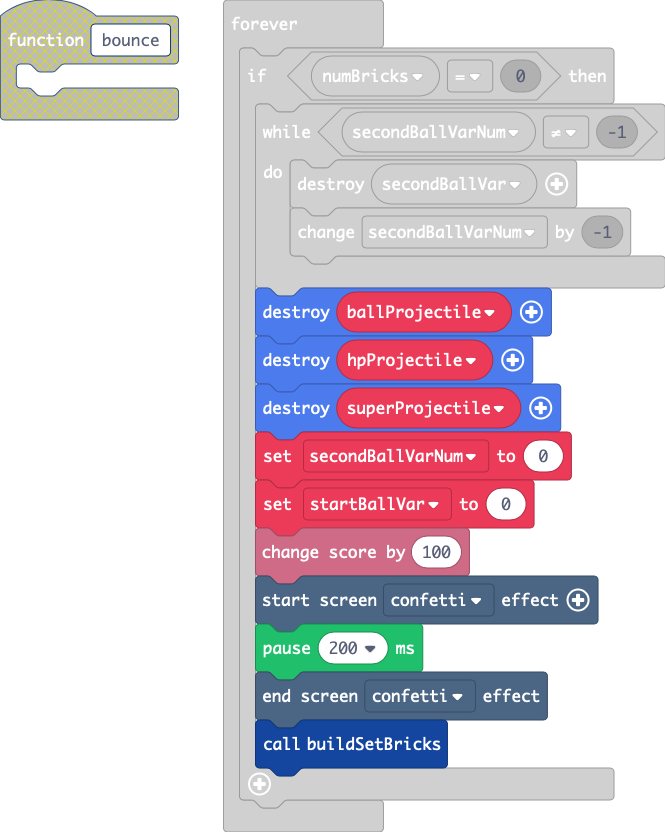 function bounce
forever
if numBricks = 0 then
while secondBallVarNum ≠ -1
do
destroy secondBallVar
change secondBallVarNum by -1
destroy ballProjectile
destroy hpProjectile
destroy superProjectile
set secondBallVarNum to 0
set startBallVar to 0
change score by 100
start screen confetti effect
pause 200 ms
end screen confetti effect
call buildSetBricks